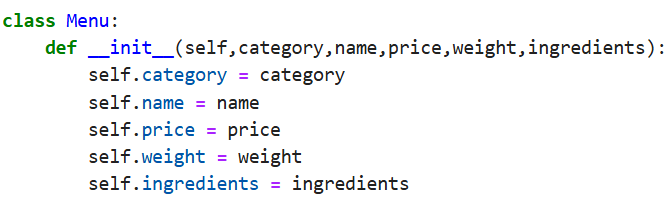 class Menu:
    def __init__(self,category,name,price,weight,ingredients):
        self.category = category
        self.name = name
        self.price = price
        self.weight = weight
        self.ingredients = ingredients